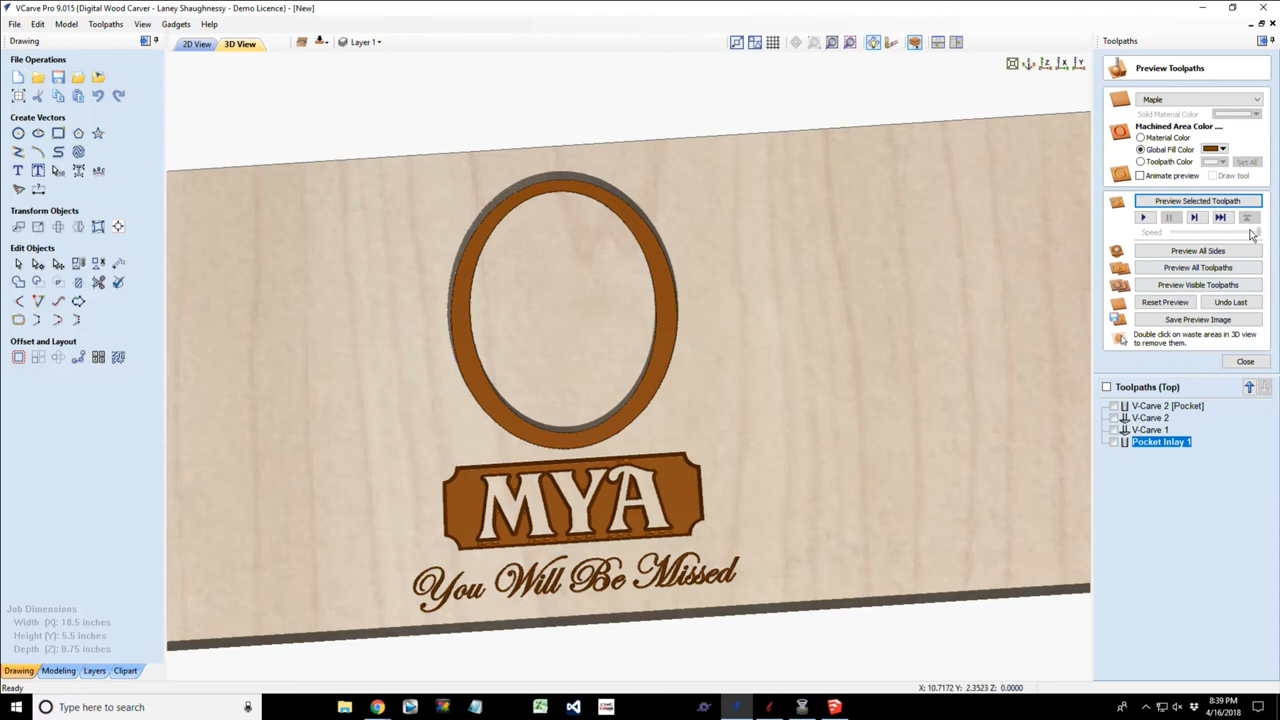 VCarve Pro 9.015 {Digital Wood Carver - Laney Shaughnessy - Demo Licence} - [New]
File Edit Model Toolpaths View Gadgets Help
Drawing
2D View 3D View Layer 1
Toolpaths
File Operations
Create Vectors
Transform Objects
Edit Objects
Offset and Layout
Job Dimensions
Width (X): 18.5 inches
Height (Y): 5.5 inches
Depth (Z): 0.75 inches
Drawing Modeling Layers Clipart
Ready
MYA
You Will Be Missed
Z X Y
Preview Toolpaths
Maple
Solid Material Color
Machined Area Color ....
Material Color
Global Fill Color
Toolpath Color Set All
Animate preview Draw tool
Preview Selected Toolpath
Speed
Preview All Sides
Preview All Toolpaths
Preview Visible Toolpaths
Reset Preview Undo Last
Save Preview Image
Double click on waste areas in 3D view
to remove them.
Close
Toolpaths (Top)
V-Carve 2 [Pocket]
V-Carve 2
V-Carve 1
Pocket Inlay 1
X: 10.7172 Y: 2.3523 Z: 0.0000
Type here to search
8:39 PM
4/16/2018